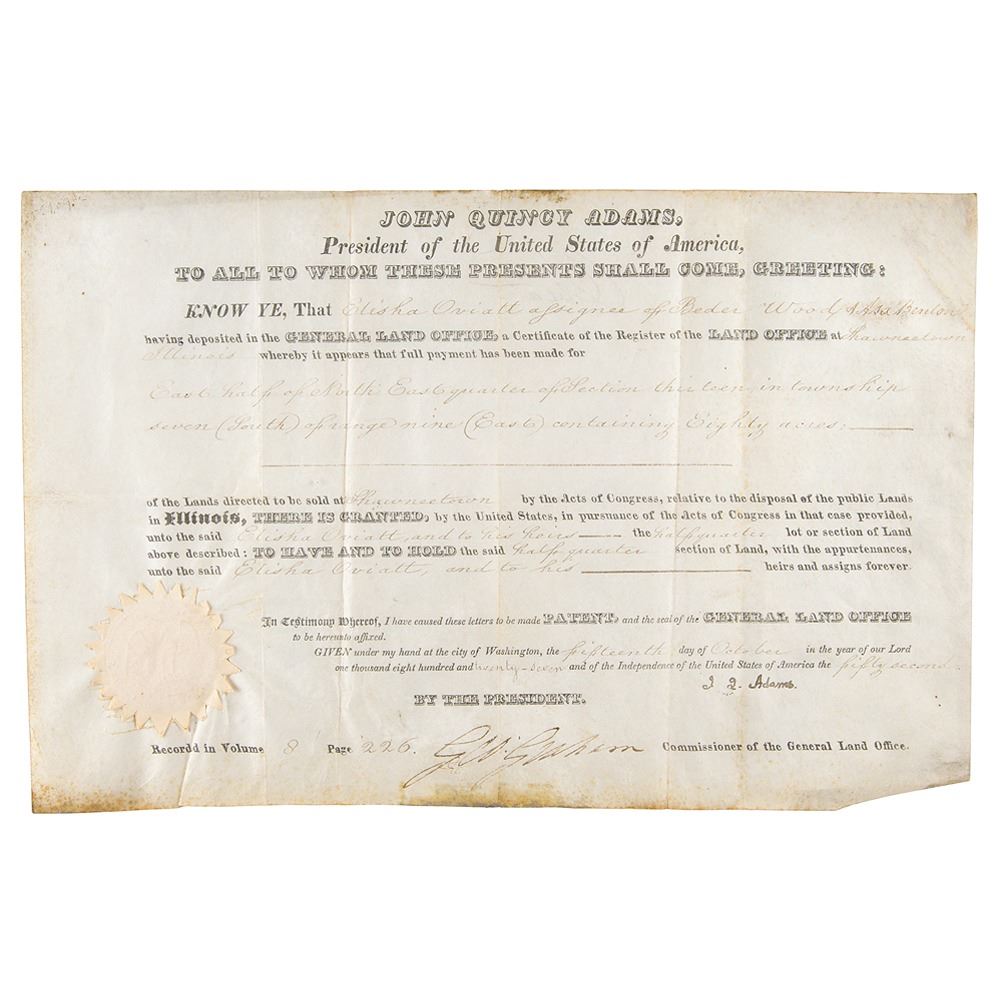 JOHN QUINCY ADAMS,
President of the United States of America,
TO ALL TO WHOM THESE PRESENTS SHALL COME, GREETING:
KNOW YE, That Elisha Oviatt assignee of Beder Wood & Benton
having deposited in the GENERAL LAND OFFICE, a Certificate of the Register of the LAND OFFICE at Shawneetown
Illinois whereby it appears that full payment has been made for
East half of North East quarter of Section thirteen, in township
seven (South) of range nine (East) containing Eighty acres:
of the Lands directed to be sold at Shawneetown by the Acts of Congress, relative to the disposal of the public Lands
in Illinois, THERE IS GRANTED, by the United States, in pursuance of the Acts of Congress in that case provided,
unto the said Elisha Oviatt, and to his heirs the half quarter lot or section of Land
above described: TO HAVE AND TO HOLD the said half quarter section of Land, with the appurtenances,
unto the said Elisha Oviatt, and to his heirs and assigns forever.
In Testimony Whereof, I have caused these letters to be made PATENT, and the seal of the GENERAL LAND OFFICE
to be hereunto affixed.
GIVEN under my hand at the city of Washington, the fifteenth day of October in the year of our Lord
one thousand eight hundred and twenty-seven and of the Independence of the United States of America the fifty second
J. Q. Adams.
BY THE PRESIDENT.
Recorded in Volume 8 Page 226. G.W. Graham Commissioner of the General Land Office.